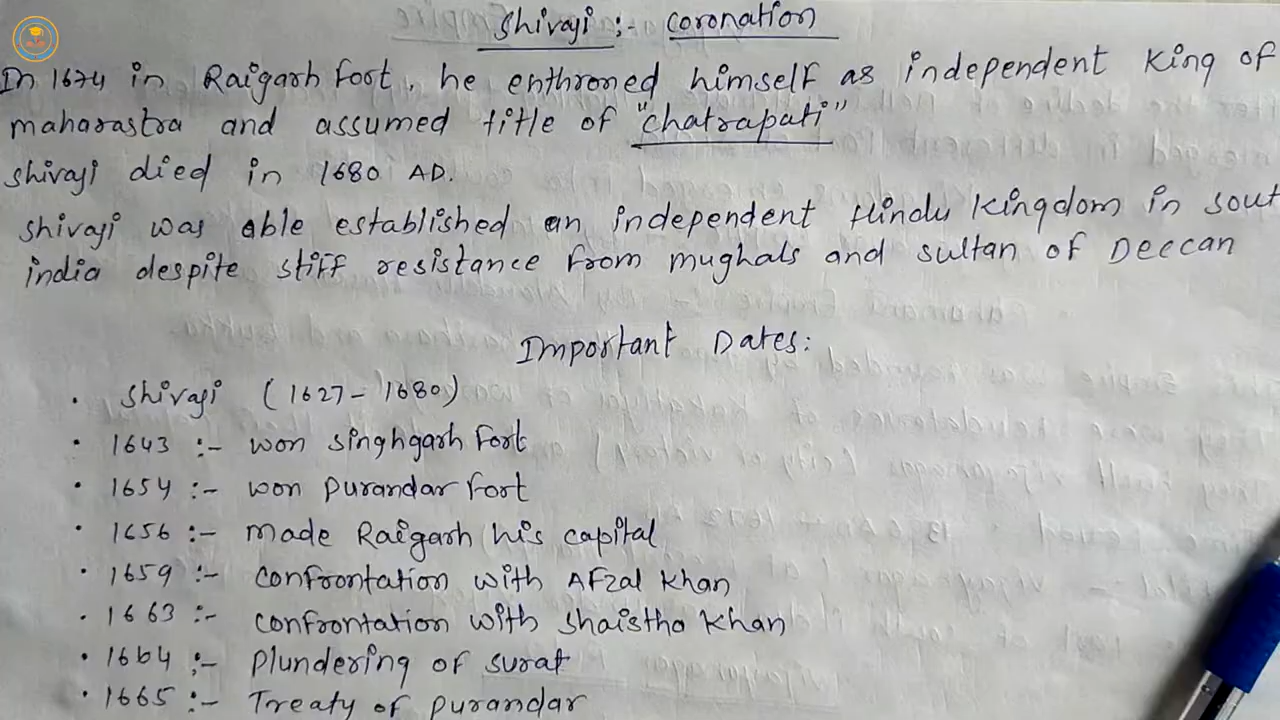 Shivaji :- Coronation
In 1674 in Raigarh Fort, he enthroned himself as independent King of
maharastra and assumed title of "chatrapati"
Shivaji died in 1680 AD.
Shivaji was able established an independent Hindu Kingdom in sout
india despite stiff resistance from mughals and sultan of Deccan
Important Dates:
• Shivaji (1627 - 1680)
• 1643 :- won Singhgarh Fort
• 1654 :- won Purandar Fort
• 1656 :- made Raigarh his capital
• 1659 :- confrontation with Afzal Khan
• 1663 :- confrontation with Shaistha Khan
• 1664 :- Plundering of surat
• 1665 :- Treaty of purandar